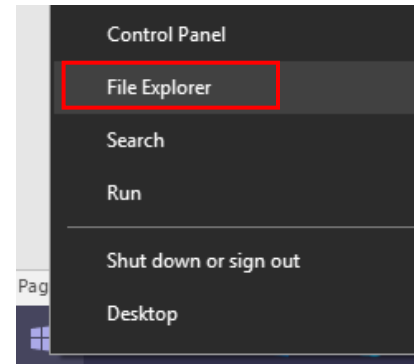 Control Panel
File Explorer
Search
Run
Shut down or sign out
Pag
Desktop